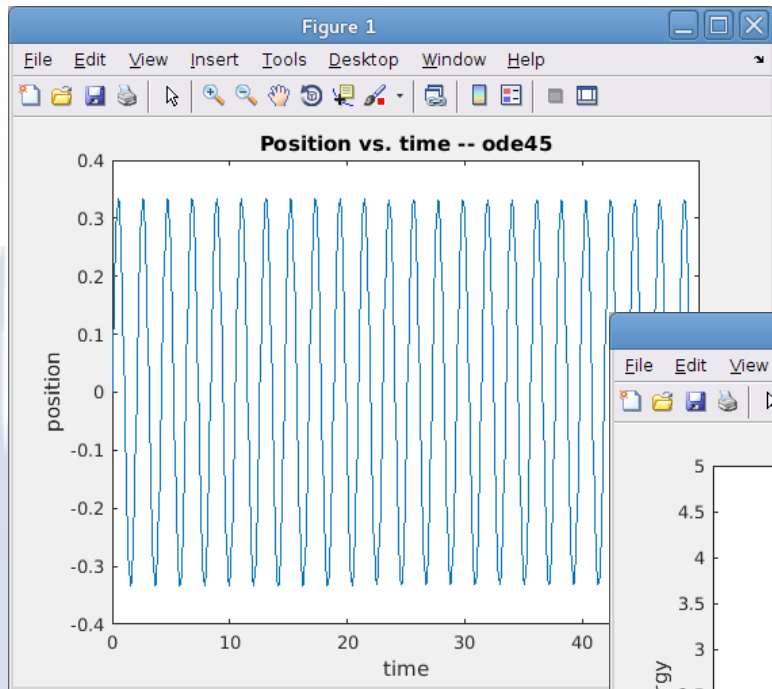 Figure 1
File Edit View Insert Tools Desktop Window Help
Position vs. time -- ode45
0.4
0.3
0.2
0.1
0
-0.1
-0.2
-0.3
-0.4
position
0 10 20 30 40
time
File Edit View
5
4.5
4
3.5
3